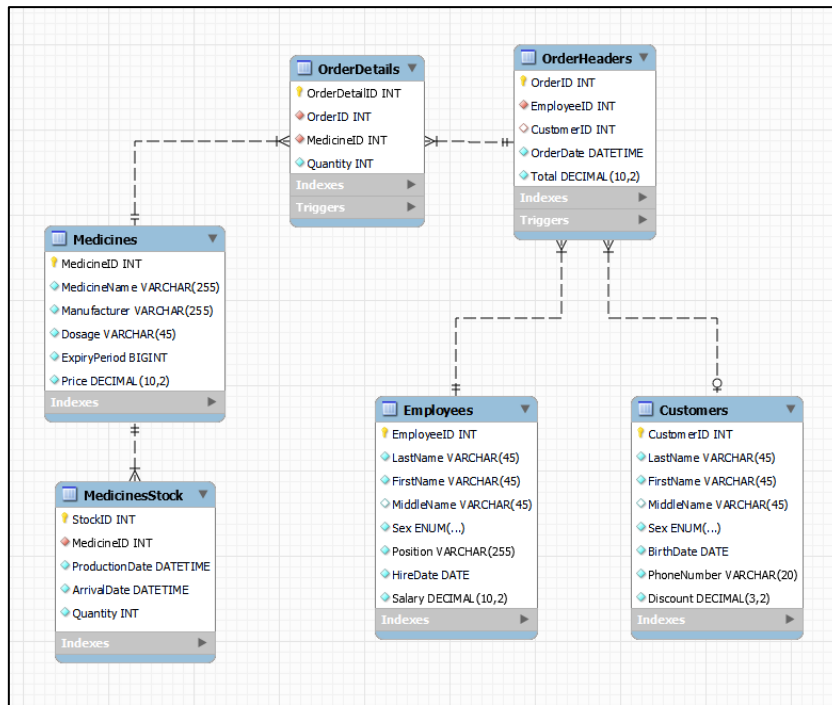 OrderDetails
OrderDetailID INT
OrderID INT
MedicineID INT
Quantity INT
Indexes
Triggers
OrderHeaders
OrderID INT
EmployeeID INT
CustomerID INT
OrderDate DATETIME
Total DECIMAL(10,2)
Indexes
Triggers
Medicines
MedicineID INT
MedicineName VARCHAR(255)
Manufacturer VARCHAR(255)
Dosage VARCHAR(45)
ExpiryPeriod BIGINT
Price DECIMAL(10,2)
Indexes
Employees
EmployeeID INT
LastName VARCHAR(45)
FirstName VARCHAR(45)
MiddleName VARCHAR(45)
Sex ENUM(...)
Position VARCHAR(255)
HireDate DATE
Salary DECIMAL(10,2)
Indexes
Customers
CustomerID INT
LastName VARCHAR(45)
FirstName VARCHAR(45)
MiddleName VARCHAR(45)
Sex ENUM(...)
BirthDate DATE
PhoneNumber VARCHAR(20)
Discount DECIMAL(3,2)
Indexes
MedicinesStock
StockID INT
MedicineID INT
ProductionDate DATETIME
ArrivalDate DATETIME
Quantity INT
Indexes